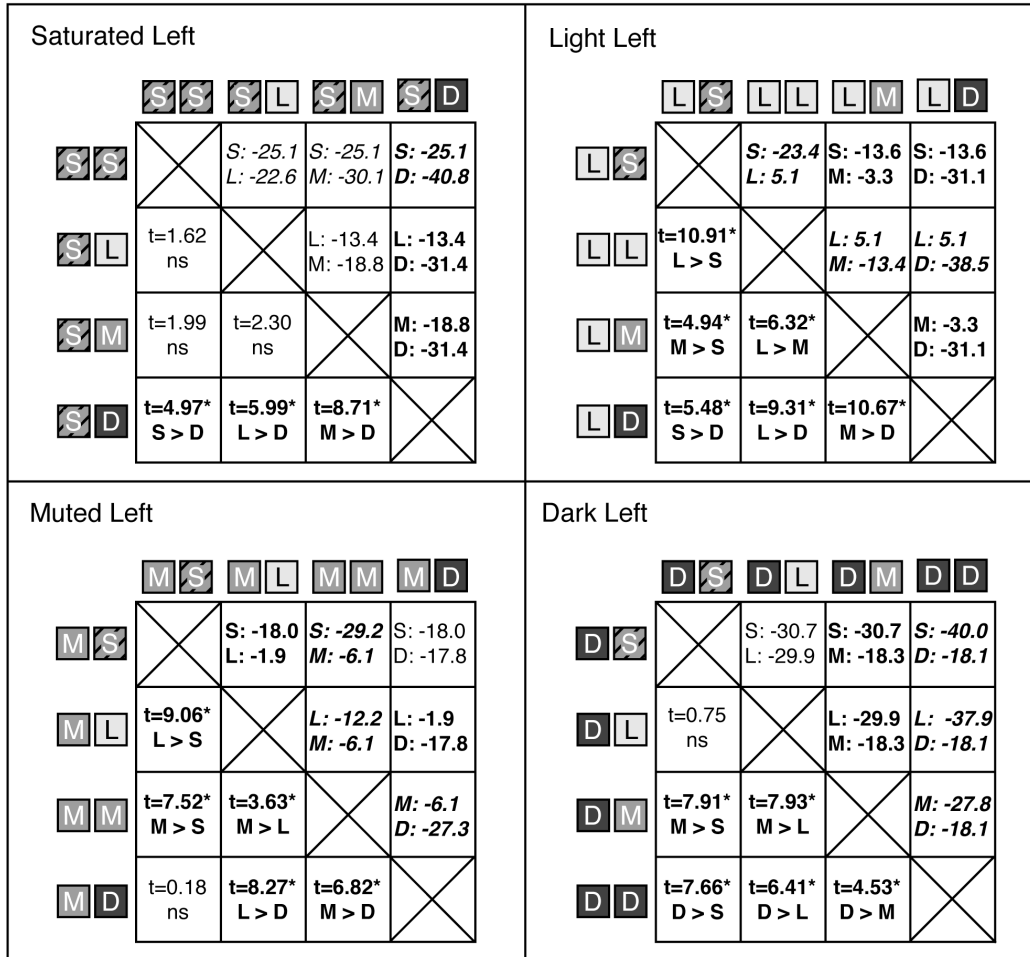 Saturated Left
S S S L S M S D
S S
S: -25.1 S: -25.1 S: -25.1
L: -22.6 M: -30.1 D: -40.8
S L
t=1.62 L: -13.4 L: -13.4
ns M: -18.8 D: -31.4
S M
t=1.99 t=2.30 M: -18.8
ns ns D: -31.4
S D
t=4.97* t=5.99* t=8.71*
S > D L > D M > D
Light Left
L S L L L M L D
L S
S: -23.4 S: -13.6 S: -13.6
L: 5.1 M: -3.3 D: -31.1
L L
t=10.91* L: 5.1 L: 5.1
L > S M: -13.4 D: -38.5
L M
t=4.94* t=6.32* M: -3.3
M > S L > M D: -31.1
L D
t=5.48* t=9.31* t=10.67*
S > D L > D M > D
Muted Left
M S M L M M M D
M S
S: -18.0 S: -29.2 S: -18.0
L: -1.9 M: -6.1 D: -17.8
M L
t=9.06* L: -12.2 L: -1.9
L > S M: -6.1 D: -17.8
M M
t=7.52* t=3.63* M: -6.1
M > S M > L D: -27.3
M D
t=0.18 t=8.27* t=6.82*
ns L > D M > D
Dark Left
D S D L D M D D
D S
S: -30.7 S: -30.7 S: -40.0
L: -29.9 M: -18.3 D: -18.1
D L
t=0.75 L: -29.9 L: -37.9
ns M: -18.3 D: -18.1
D M
t=7.91* t=7.93* M: -27.8
M > S M > L D: -18.1
D D
t=7.66* t=6.41* t=4.53*
D > S D > L D > M